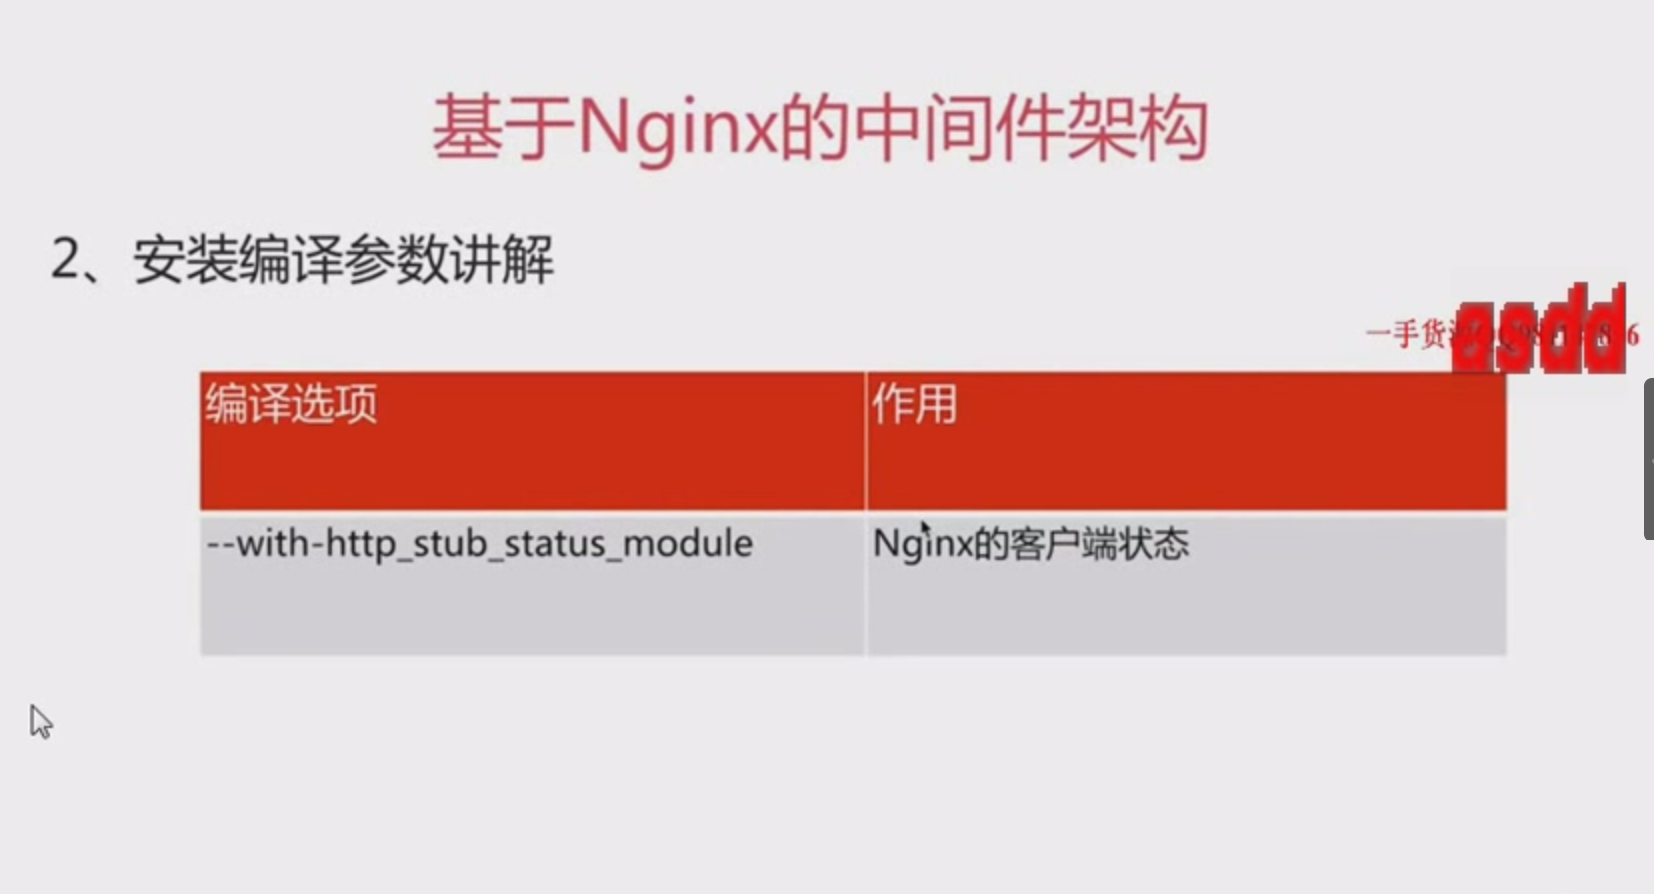 基于Nginx的中间件架构
2、安装编译参数讲解
一手货
asdd
编译选项
作用
--with-http_stub_status_module
Nginx的客户端状态